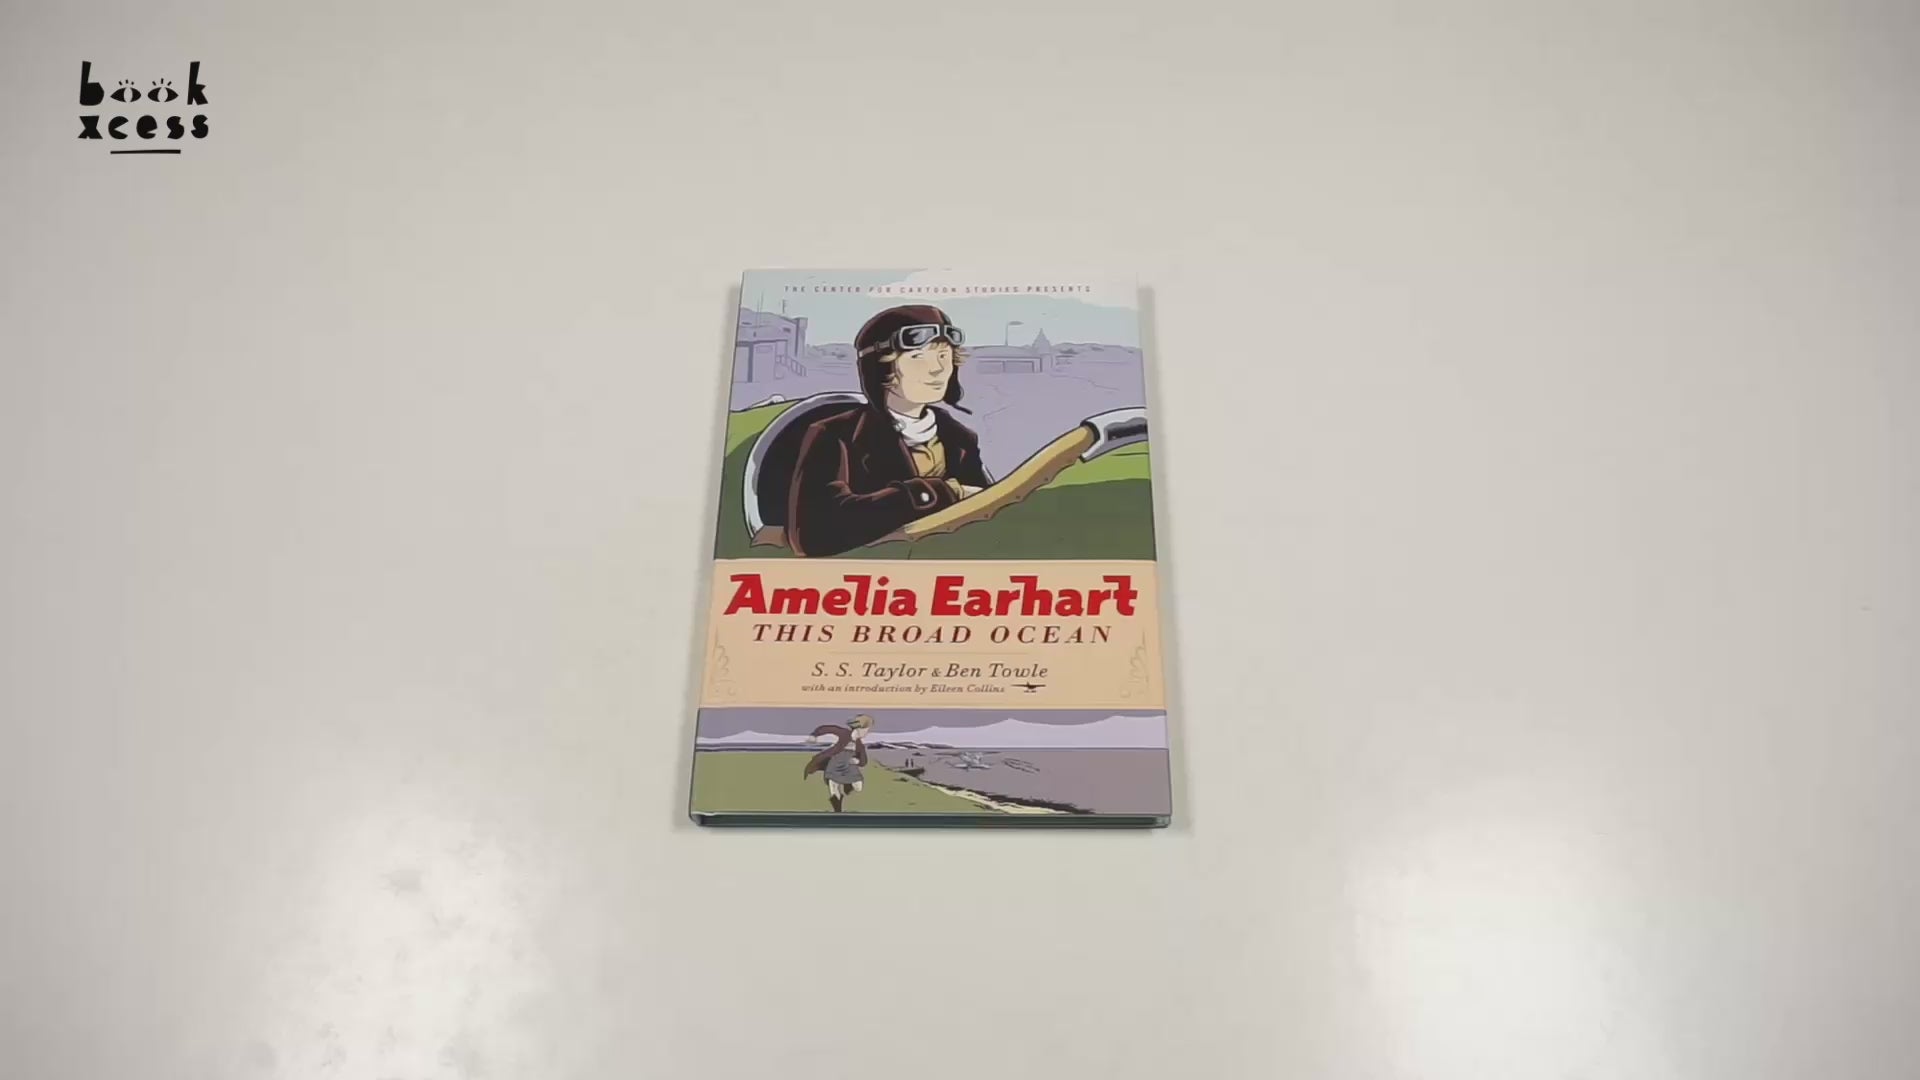 book
xcess
THE CENTER FOR CARTOON STUDIES PRESENTS
Amelia Earhart
THIS BROAD OCEAN
S. S. Taylor & Ben Towle
with an introduction by Eileen Collins